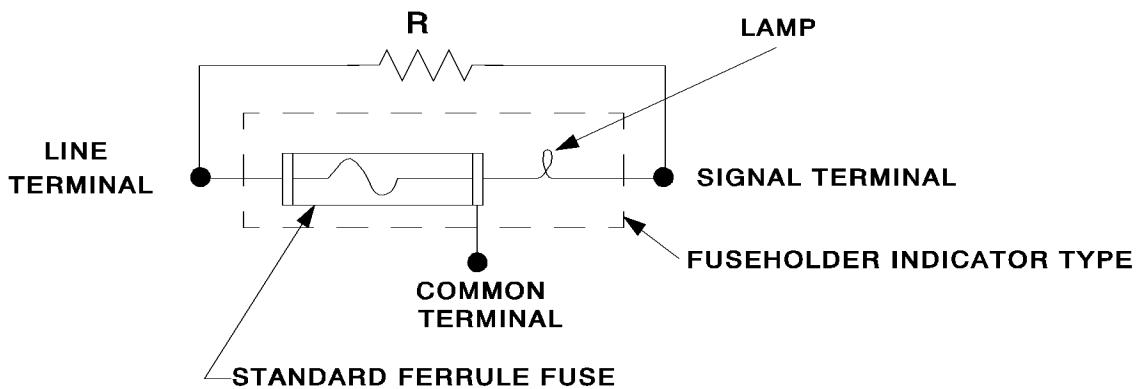 R
LAMP
LINE
TERMINAL
SIGNAL TERMINAL
FUSEHOLDER INDICATOR TYPE
COMMON
TERMINAL
STANDARD FERRULE FUSE